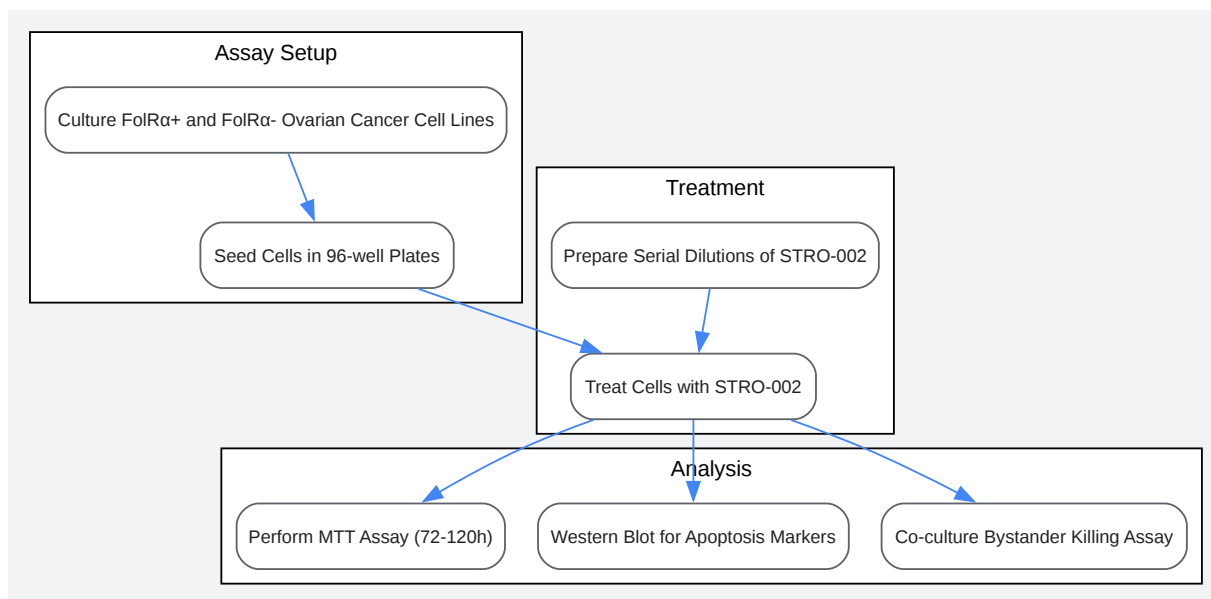 Assay Setup
Culture FolRα+ and FolRα- Ovarian Cancer Cell Lines
Seed Cells in 96-well Plates
Treatment
Prepare Serial Dilutions of STRO-002
Treat Cells with STRO-002
Analysis
Perform MTT Assay (72-120h)
Western Blot for Apoptosis Markers
Co-culture Bystander Killing Assay